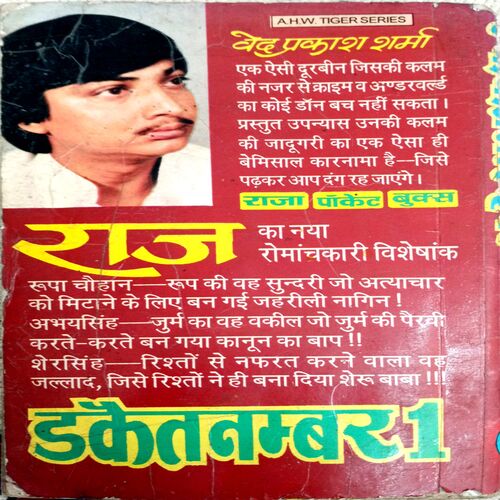 A.H.W. TIGER SERIES
वेद प्रकाश शर्मा
एक ऐसी दूरबीन जिसकी कलम
की नजर से क्राइम व अण्डरवर्ल्ड
का कोई डॉन बच नहीं सकता।
प्रस्तुत उपन्यास उनकी कलम
की जादूगरी का एक ऐसा ही
बेमिसाल कारनामा है—जिसे
पढ़कर आप दंग रह जाएंगे।
राजा पॉकेट बुक्स
राज का नया
रोमांचकारी विशेषांक
रूपा चौहान—रूप की वह सुन्दरी जो अत्याचार
को मिटाने के लिए बन गई जहरीली नागिन!
अभयसिंह—जुर्म का वह वकील जो जुर्म की पैरवी
करते-करते बन गया कानून का बाप!!
शेरसिंह—रिश्तों से नफरत करने वाला वह
जल्लाद, जिसे रिश्तों ने ही बना दिया शेरू बाबा!!!
डकैत नम्बर 1